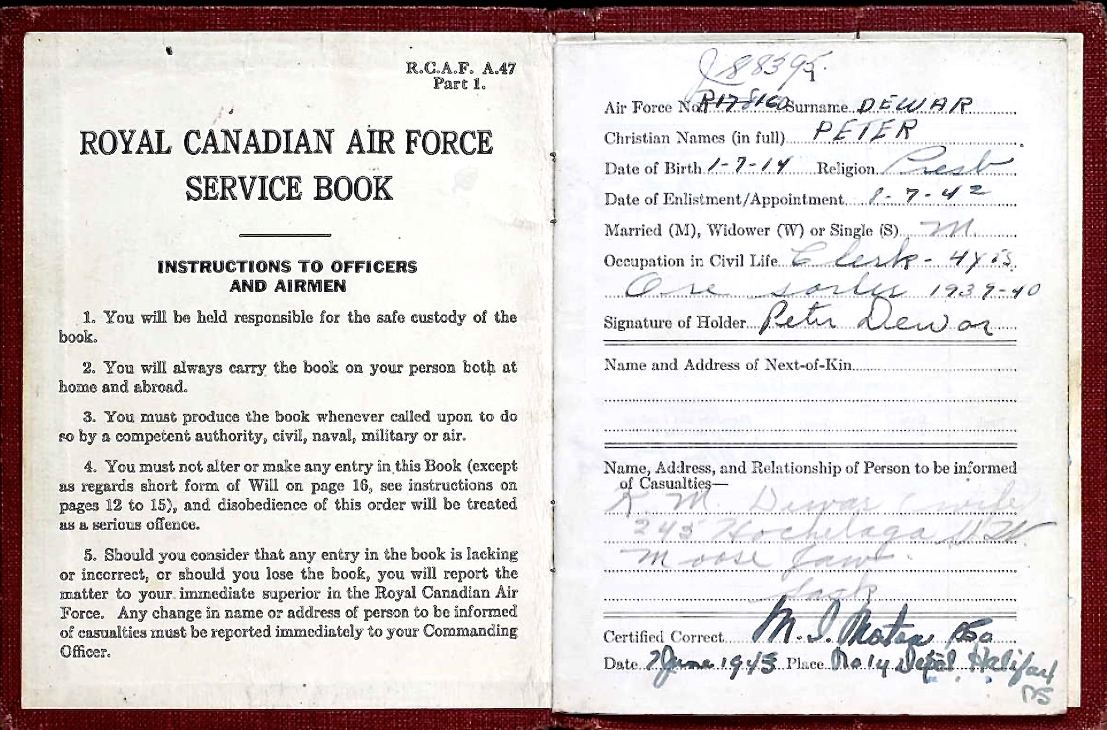 R.C.A.F. A.47
Part 1.
ROYAL CANADIAN AIR FORCE
SERVICE BOOK
INSTRUCTIONS TO OFFICERS
AND AIRMEN
1. You will be held responsible for the safe custody of the
book.
2. You will always carry the book on your person both at
home and abroad.
3. You must produce the book whenever called upon to do
so by a competent authority, civil, naval, military or air.
4. You must not alter or make any entry in this Book (except
as regards short form of Will on page 16, see instructions on
pages 12 to 15), and disobedience of this order will be treated
as a serious offence.
5. Should you consider that any entry in the book is lacking
or incorrect, or should you lose the book, you will report the
matter to your immediate superior in the Royal Canadian Air
Force. Any change in name or address of person to be informed
of casualties must be reported immediately to your Commanding
Officer.
J88395
Air Force No. R178160 Surname DEWAR
Christian Names (in full) PETER
Date of Birth 1-7-14 Religion Presb
Date of Enlistment/Appointment 8-7-42
Married (M), Widower (W) or Single (S) M.
Occupation in Civil Life Clerk - 4
Ore sorter 1939-40
Signature of Holder Peter Dewar
Name and Address of Next-of-Kin
Name, Address, and Relationship of Person to be informed
of Casualties—
K M. Dewar (wife
245 Hochelaga W
Moose Jaw
Sask
Certified Correct M. I.
Date 7 June 1945 Place No 14 Depot, Halifax
NS